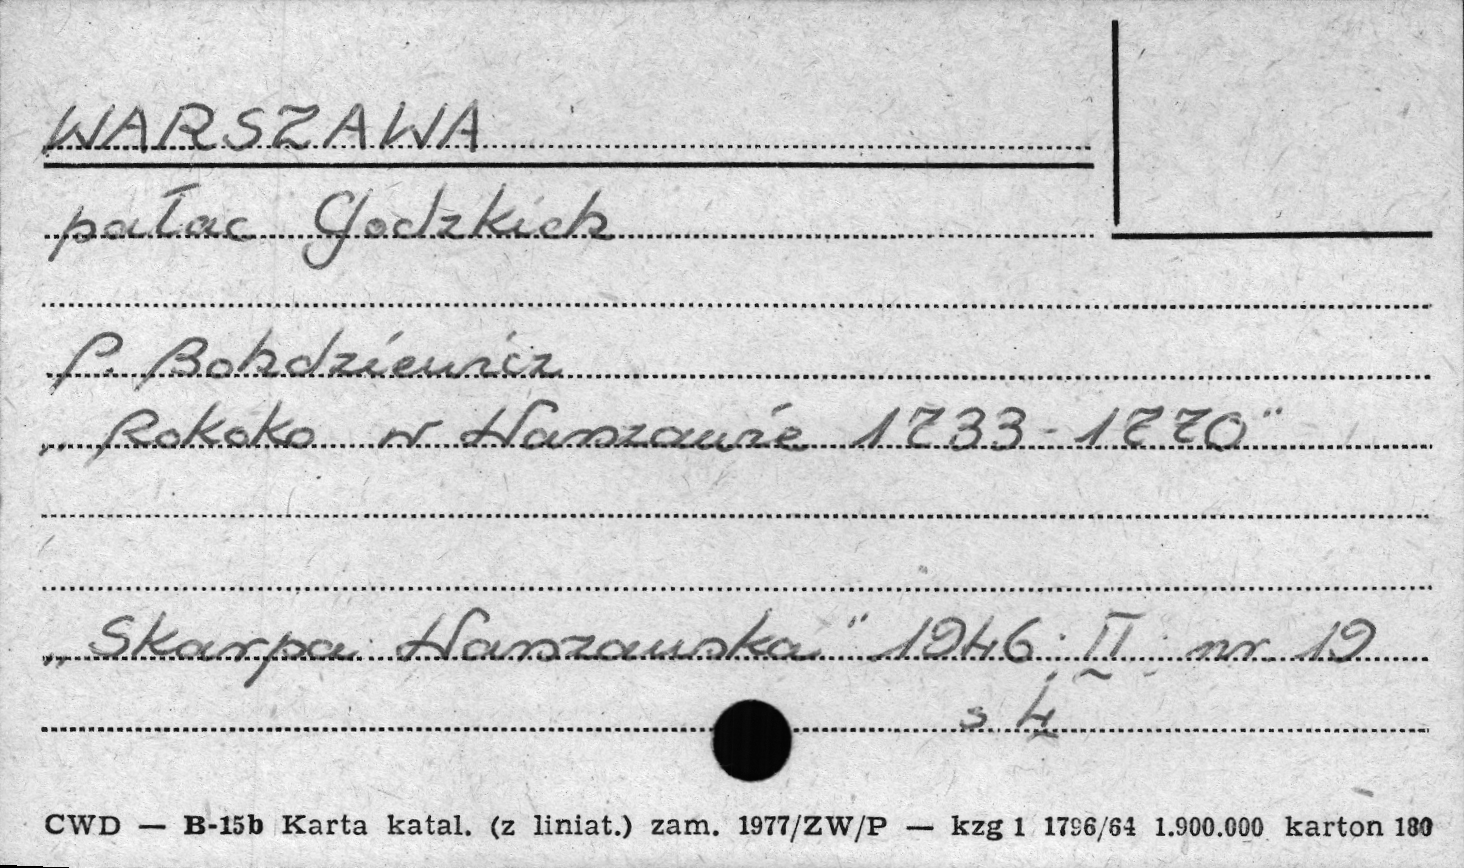 WARSZAWA
pałac Godzkich
P. Bohdziewicz
„Rokoko w Warszawie 1733-1770"
„Skarpa Warszawska" 1946. II. nr. 19
s 4
CWD — B-15b Karta katal. (z liniat.) zam. 1977/ZW/P — kzg 1 1796/64 1.900.000 karton 180